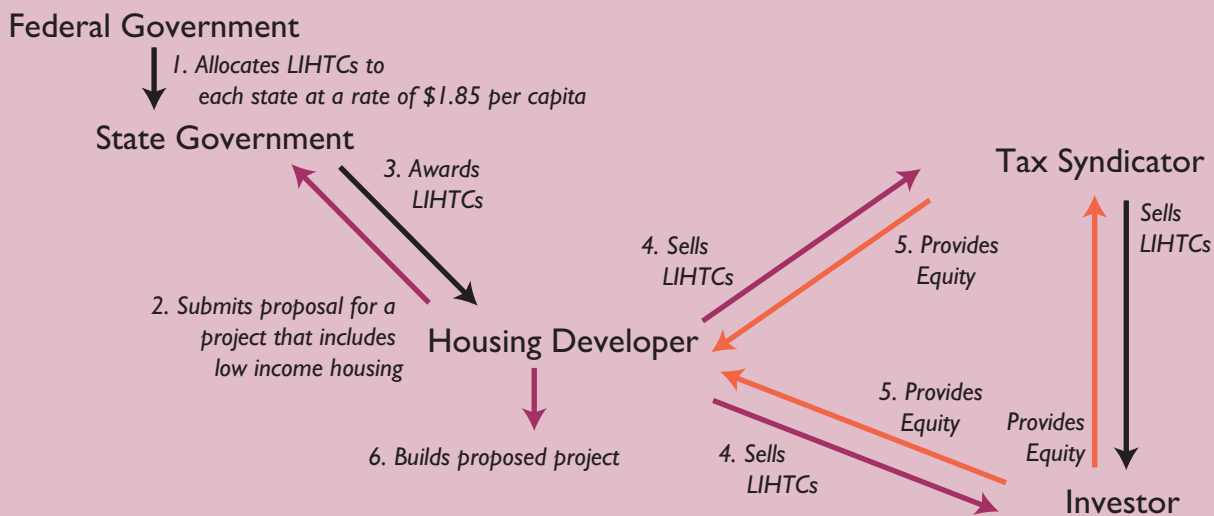 Federal Government
1. Allocates LIHTCs to
each state at a rate of $1.85 per capita
State Government
3. Awards
LIHTCs
Tax Syndicator
Sells
LIHTCs
4. Sells
LIHTCs
5. Provides
Equity
2. Submits proposal for a
project that includes
low income housing
Housing Developer
5. Provides
Equity
Provides
Equity
6. Builds proposed project
4. Sells
LIHTCs
Investor